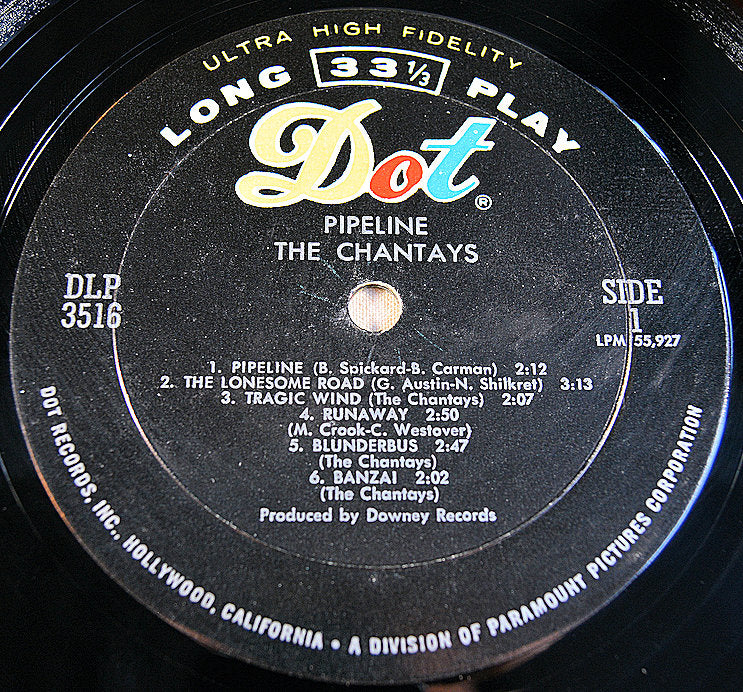 ULTRA HIGH FIDELITY
LONG 33 1/3 PLAY
Dot®
PIPELINE
THE CHANTAYS
DLP
3516
SIDE
1
LPM 55,927
1. PIPELINE (B. Spickard-B. Carman) 2:12
2. THE LONESOME ROAD (G. Austin-N. Shilkret) 3:13
3. TRAGIC WIND (The Chantays) 2:07
4. RUNAWAY 2:50
(M. Crook-C. Westover)
5. BLUNDERBUS 2:47
(The Chantays)
6. BANZAI 2:02
(The Chantays)
Produced by Downey Records
DOT RECORDS, INC., HOLLYWOOD, CALIFORNIA • A DIVISION OF PARAMOUNT PICTURES CORPORATION